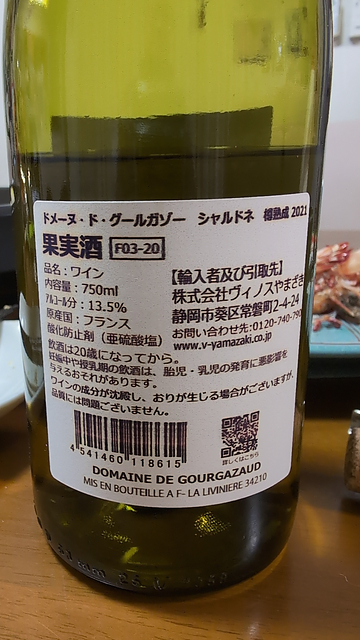 ドメーヌ・ド・グールガゾー シャルドネ 樽熟成 2021
果実酒 F03-20
品名：ワイン
内容量：750ml
ｱﾙｺｰﾙ分：13.5%
原産国：フランス
酸化防止剤（亜硫酸塩）
【輸入者及び引取先】
株式会社ヴィノスやまざき
静岡市葵区常磐町2-4-24
お問い合わせ先：0120-740-790
www.v-yamazaki.co.jp
飲酒は20歳になってから。
妊娠中や授乳期の飲酒は、胎児・乳児の発育に悪影響を
与えるおそれがあります。
ワインの成分が沈殿し、おりが生じる場合がございますが、
品質には問題ございません。
4 541460 118615
詳しくはこちら
DOMAINE DE GOURGAZAUD
MIS EN BOUTEILLE A F- LA LIVINIERE 34210